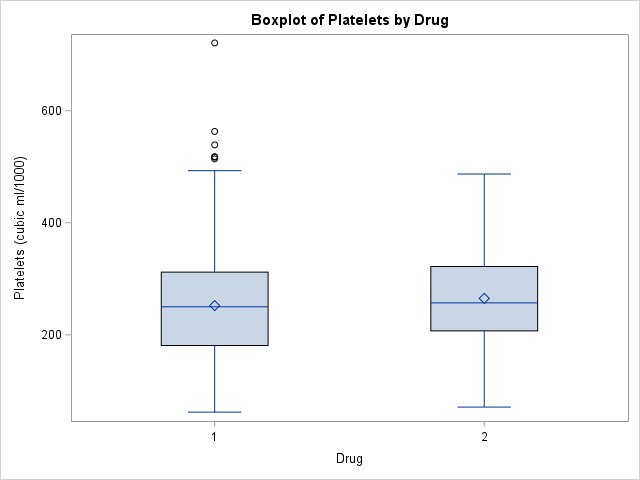 Boxplot of Platelets by Drug
Platelets (cubic ml/1000)
600
400
200
1
2
Drug